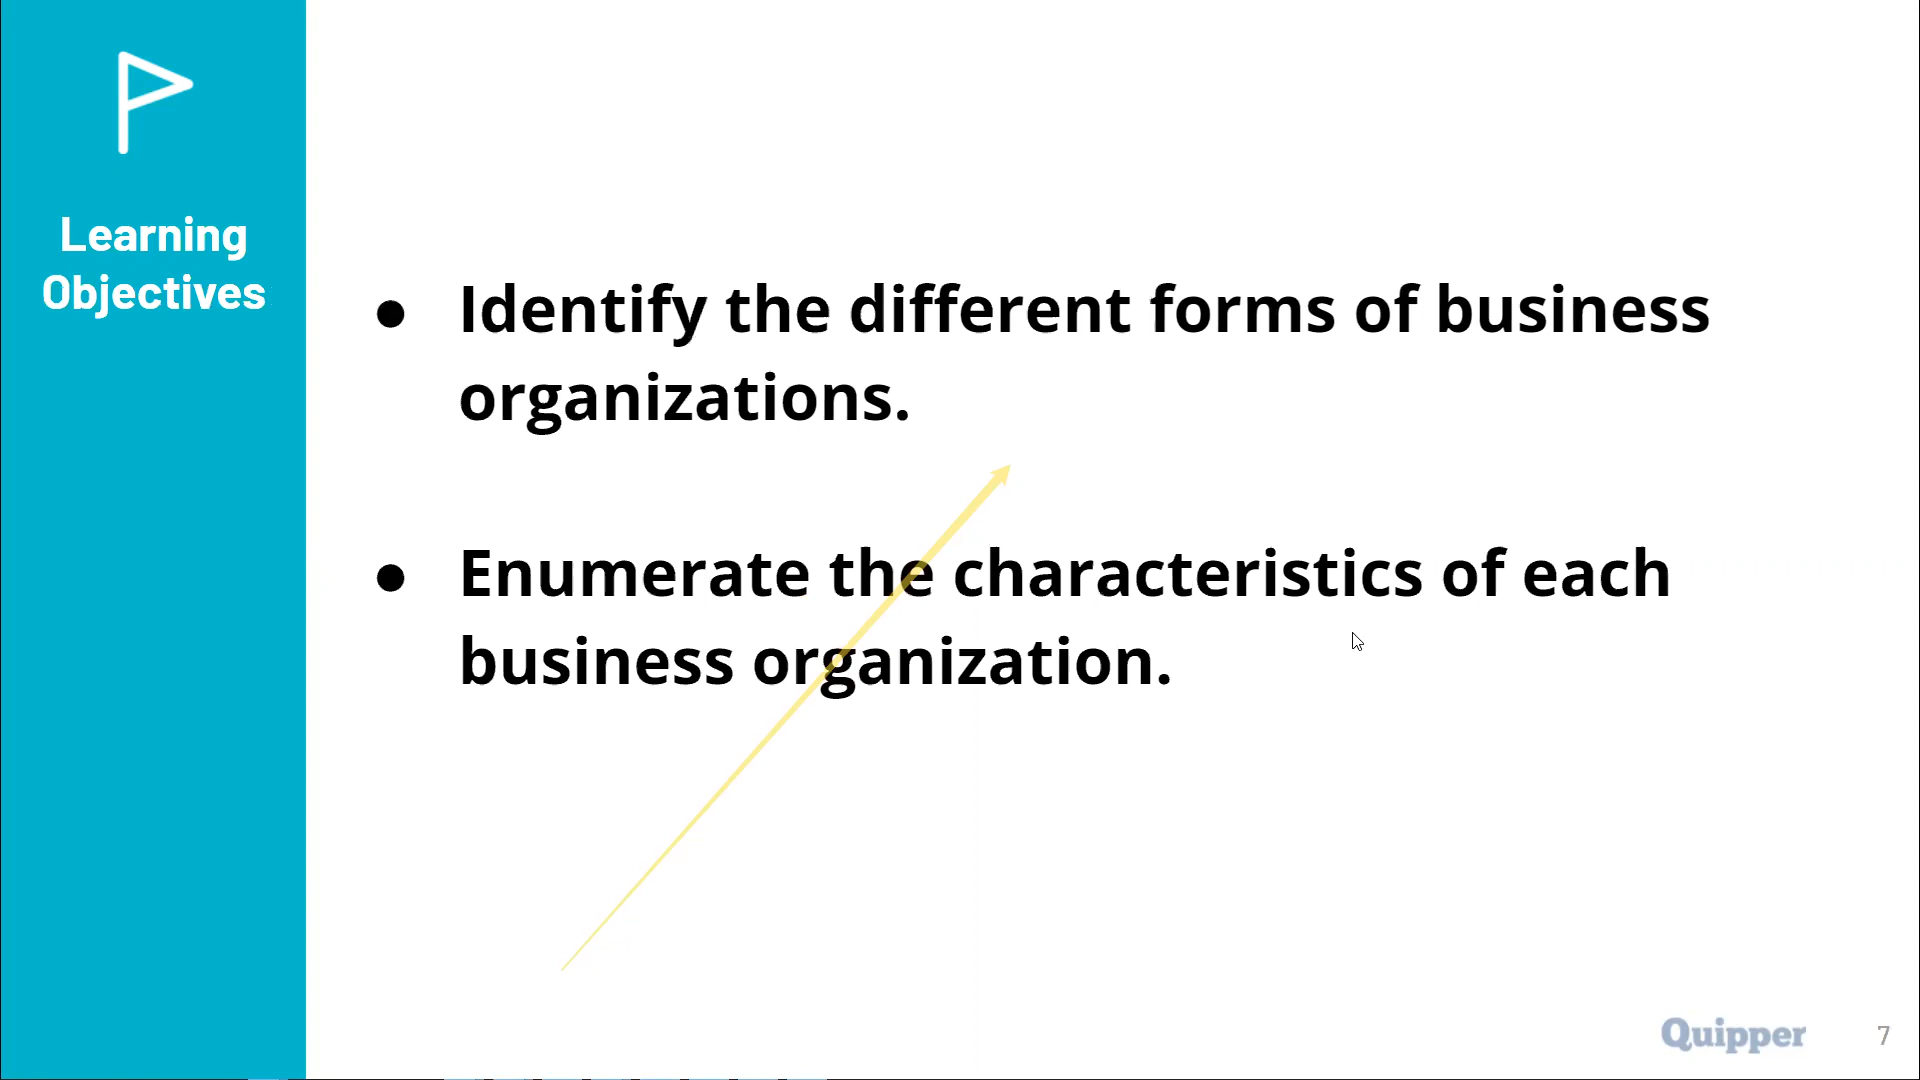 Learning
Objectives
● Identify the different forms of business
organizations.
● Enumerate the characteristics of each
business organization.
Quipper
7